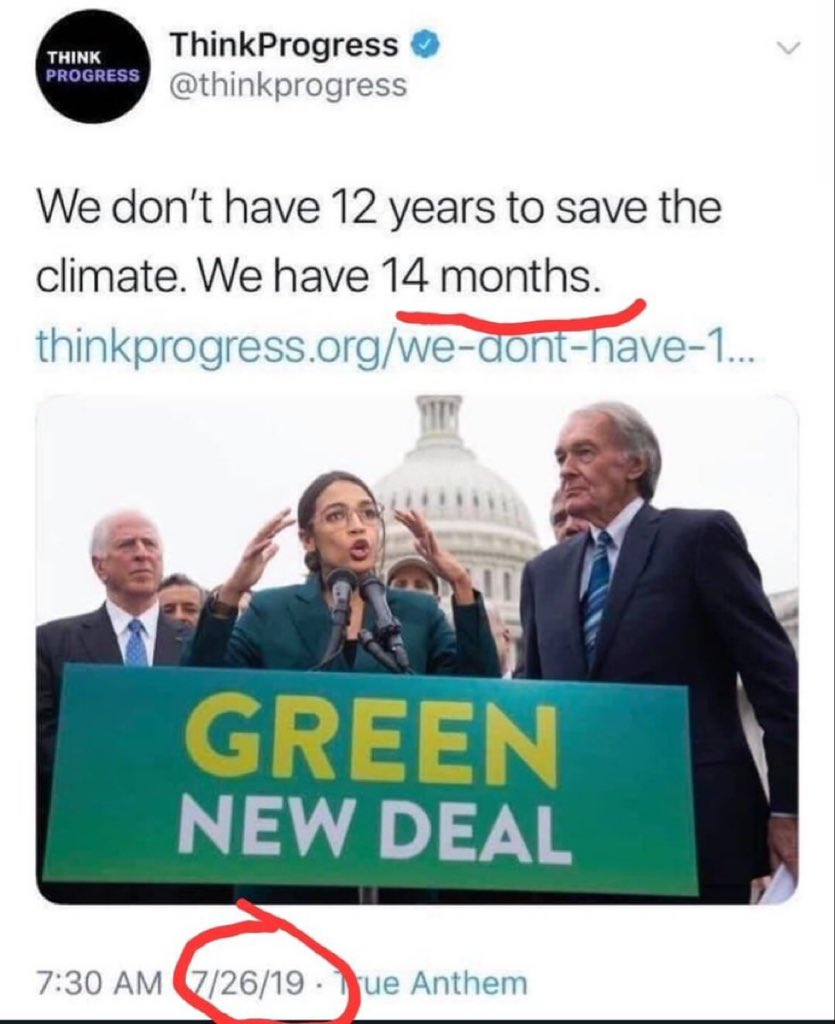 THINK
PROGRESS
ThinkProgress
@thinkprogress
We don't have 12 years to save the
climate. We have 14 months.
thinkprogress.org/we-dont-have-1...
GREEN
NEW DEAL
7:30 AM 7/26/19 · True Anthem